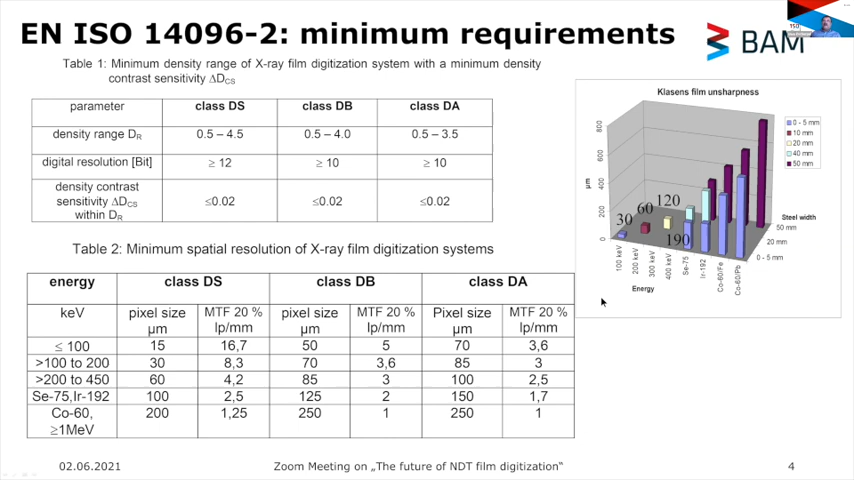 EN ISO 14096-2: minimum requirements
BAM
Table 1: Minimum density range of X-ray film digitization system with a minimum density
contrast sensitivity ΔD_CS
parameter class DS class DB class DA
density range D_R 0.5 – 4.5 0.5 – 4.0 0.5 – 3.5
digital resolution [Bit] ≥ 12 ≥ 10 ≥ 10
density contrast
sensitivity ΔD_CS ≤0.02 ≤0.02 ≤0.02
within D_R
Table 2: Minimum spatial resolution of X-ray film digitization systems
energy class DS class DB class DA
keV pixel size MTF 20 % pixel size MTF 20 % Pixel size MTF 20 %
µm lp/mm µm lp/mm µm lp/mm
≤ 100 15 16,7 50 5 70 3,6
>100 to 200 30 8,3 70 3,6 85 3
>200 to 450 60 4,2 85 3 100 2,5
Se-75,Ir-192 100 2,5 125 2 150 1,7
Co-60, 200 1,25 250 1 250 1
≥1MeV
Klasens film unsharpness
800
600
400
200
0
µm
30 60 120
190
0 - 5 mm
10 mm
20 mm
40 mm
50 mm
Steel width
50 mm
20 mm
0 - 5 mm
100 keV
200 keV
300 keV
400 keV
Se-75
Ir-192
Co-60/Fe
Co-60/Pb
Energy
02.06.2021 Zoom Meeting on „The future of NDT film digitization“ 4